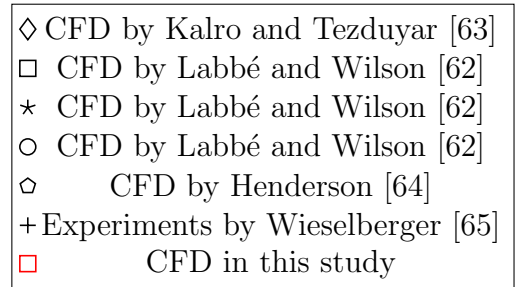 CFD by Kalro and Tezduyar [63]
CFD by Labbé and Wilson [62]
CFD by Labbé and Wilson [62]
CFD by Labbé and Wilson [62]
CFD by Henderson [64]
Experiments by Wieselberger [65]
CFD in this study